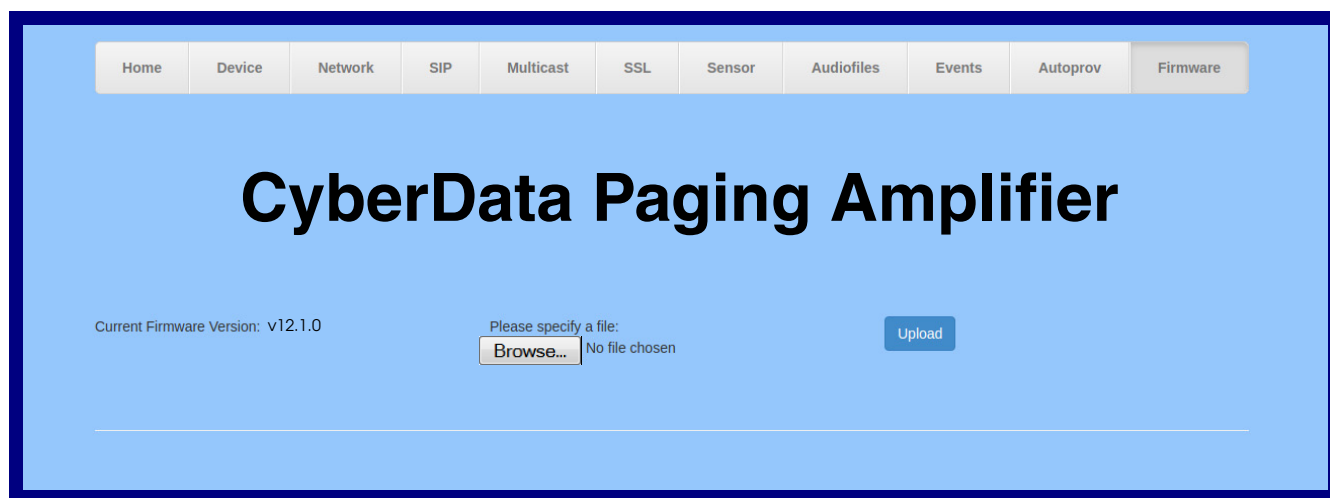 Home Device Network SIP Multicast SSL Sensor Audiofiles Events Autoprov Firmware
CyberData Paging Amplifier
Current Firmware Version: v12.1.0
Please specify a file:
Browse... No file chosen
Upload